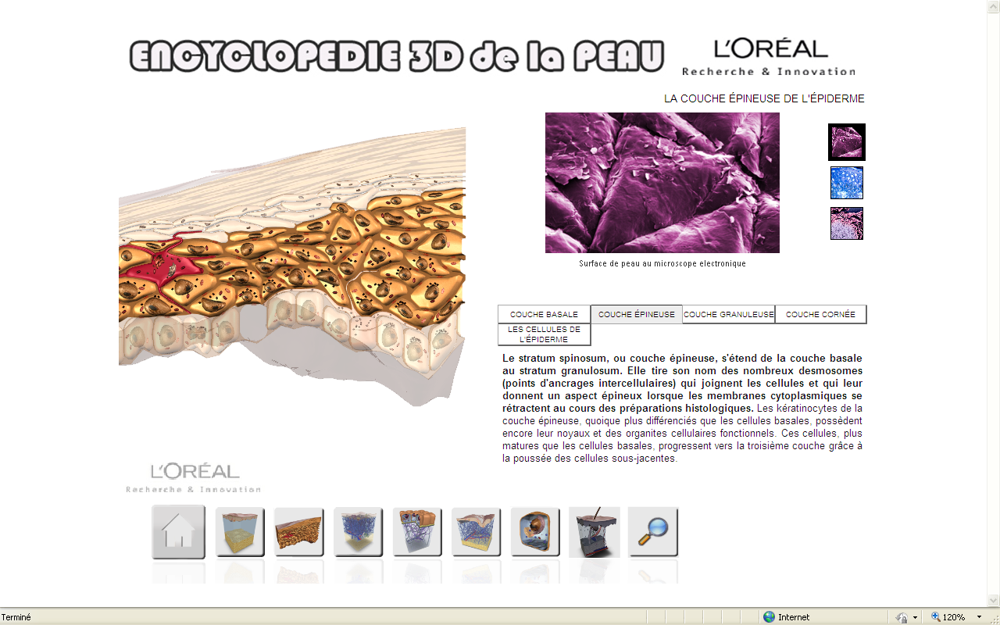 ENCYCLOPEDIE 3D de la PEAU
L'ORÉAL
Recherche & Innovation
LA COUCHE ÉPINEUSE DE L'ÉPIDERME
Surface de peau au microscope electronique
COUCHE BASALE
COUCHE ÉPINEUSE
COUCHE GRANULEUSE
COUCHE CORNÉE
LES CELLULES DE
L'ÉPIDERME
Le stratum spinosum, ou couche épineuse, s'étend de la couche basale
au stratum granulosum. Elle tire son nom des nombreux desmosomes
(points d'ancrages intercellulaires) qui joignent les cellules et qui leur
donnent un aspect épineux lorsque les membranes cytoplasmiques se
rétractent au cours des préparations histologiques. Les kératinocytes de la
couche épineuse, quoique plus différenciés que les cellules basales, possèdent
encore leur noyaux et des organites cellulaires fonctionnels. Ces cellules, plus
matures que les cellules basales, progressent vers la troisième couche grâce à
la poussée des cellules sous-jacentes.
L'ORÉAL
Recherche & Innovation
Terminé
Internet
120%